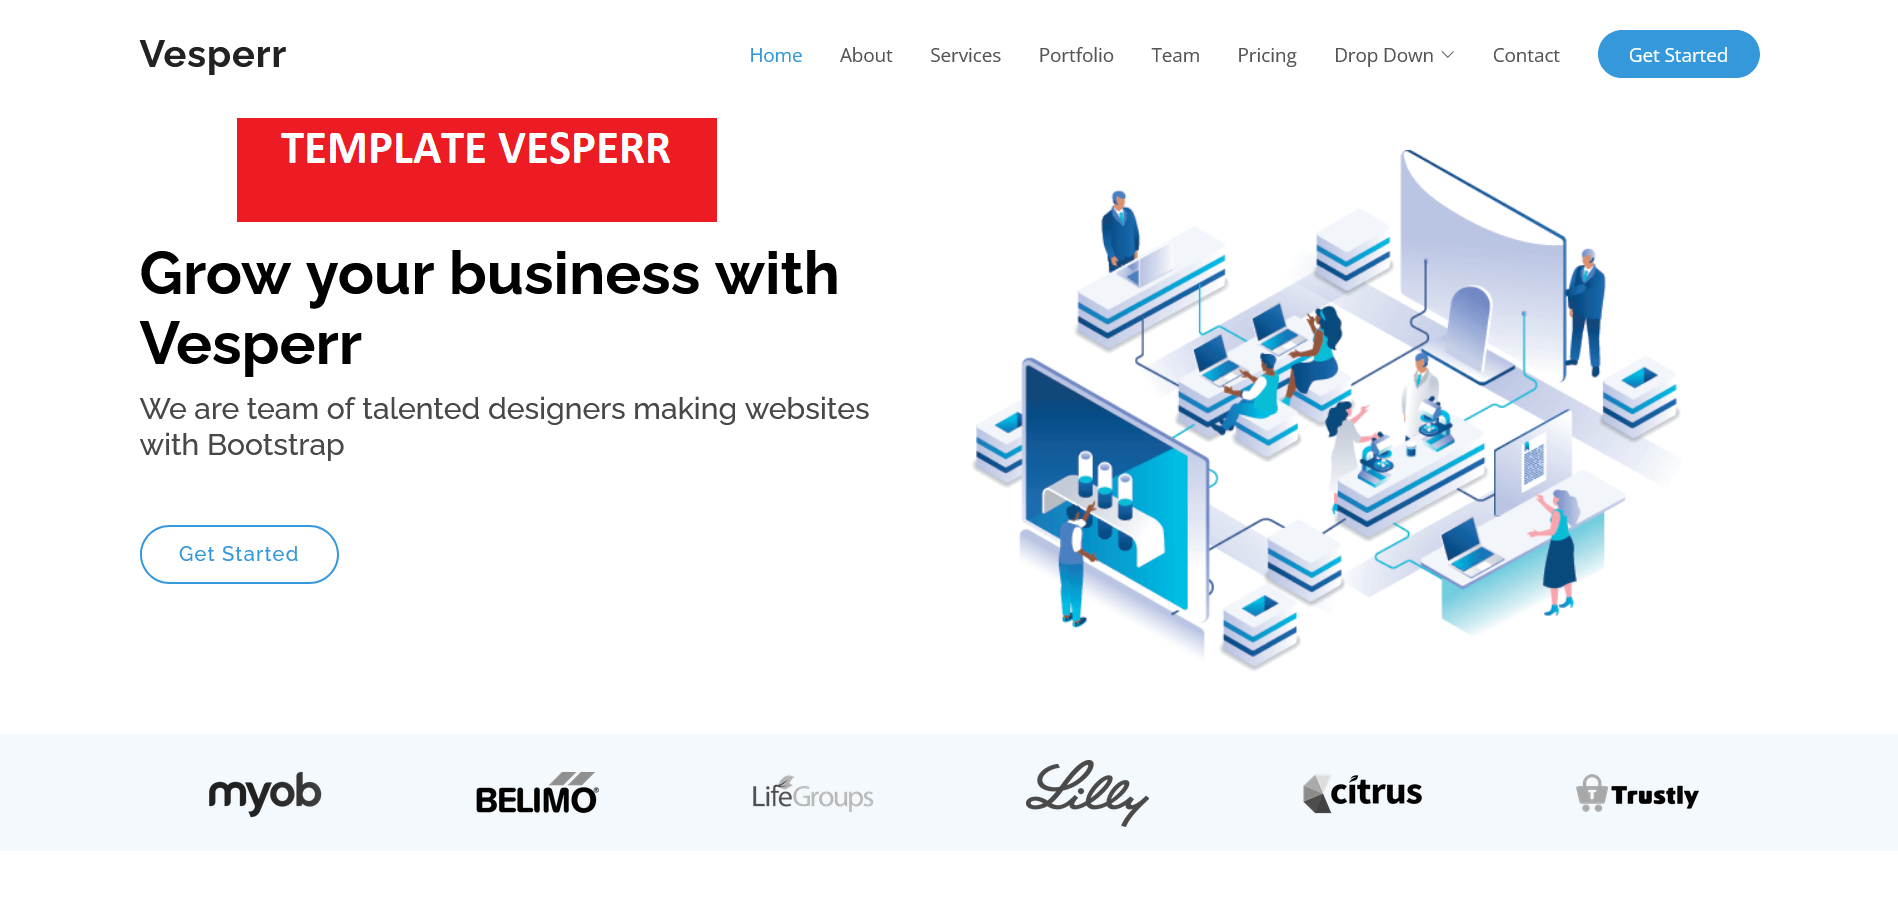 Vesperr
Home About Services Portfolio Team Pricing Drop Down Contact Get Started
TEMPLATE VESPERR
Grow your business with
Vesperr
We are team of talented designers making websites
with Bootstrap
Get Started
myob BELIMO® LifeGroups Lilly citrus Trustly